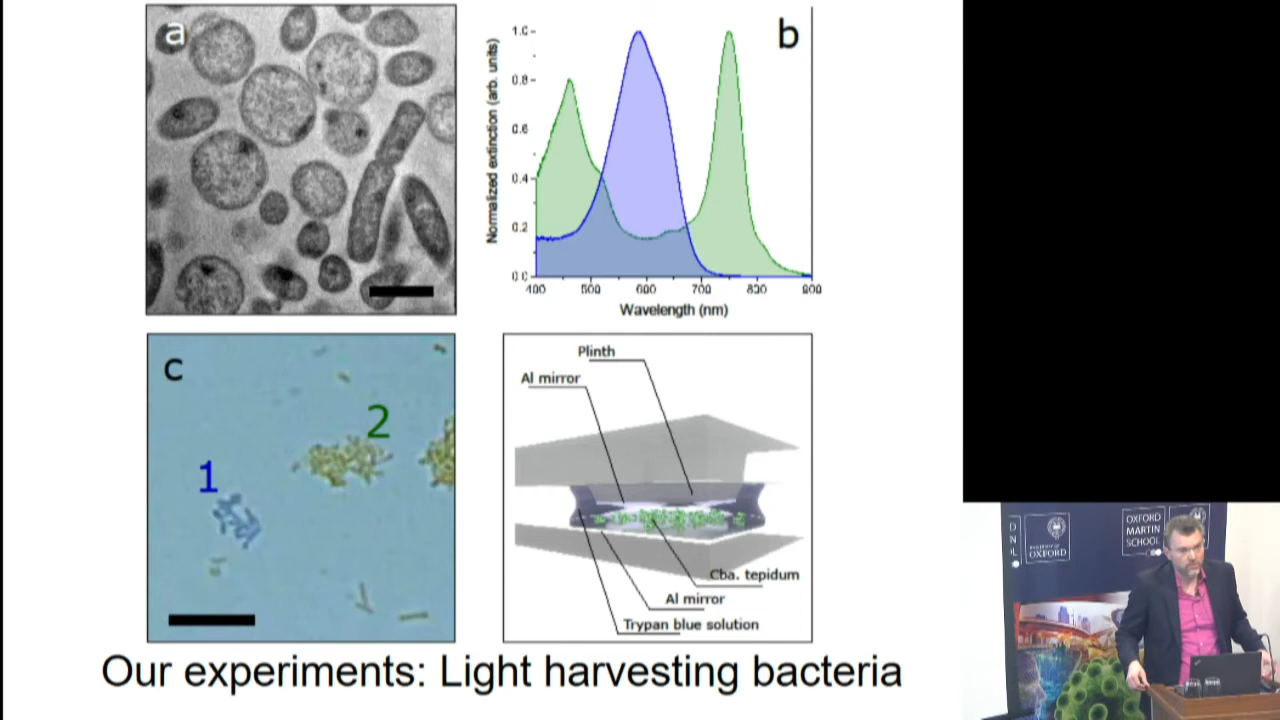 a
b
1.0
0.8
0.6
0.4
0.2
0.0
400 500 600 700 800 900
Normalized extinction (arb. units)
Wavelength (nm)
c
1
2
Plinth
Al mirror
Cba. tepidum
Al mirror
Trypan blue solution
Our experiments: Light harvesting bacteria
UNIVERSITY OF
OXFORD
OXFORD
MARTIN
SCHOOL